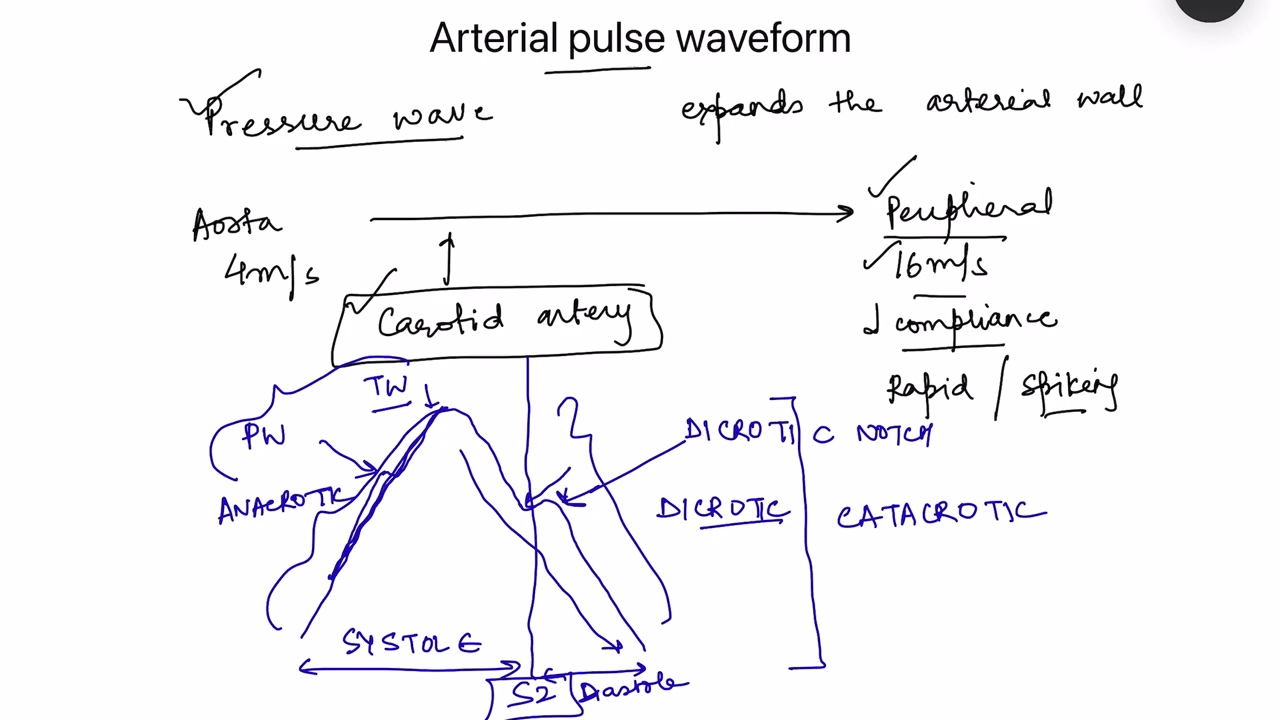 Arterial pulse waveform
Pressure wave expands the arterial wall
Aorta Peripheral
4m/s 16m/s
Carotid artery ↓ compliance
Rapid / Spiking
TW
PW DICROTIC NOTCH
ANACROTIC DICROTIC CATACROTIC
SYSTOLE
S2 Diastole